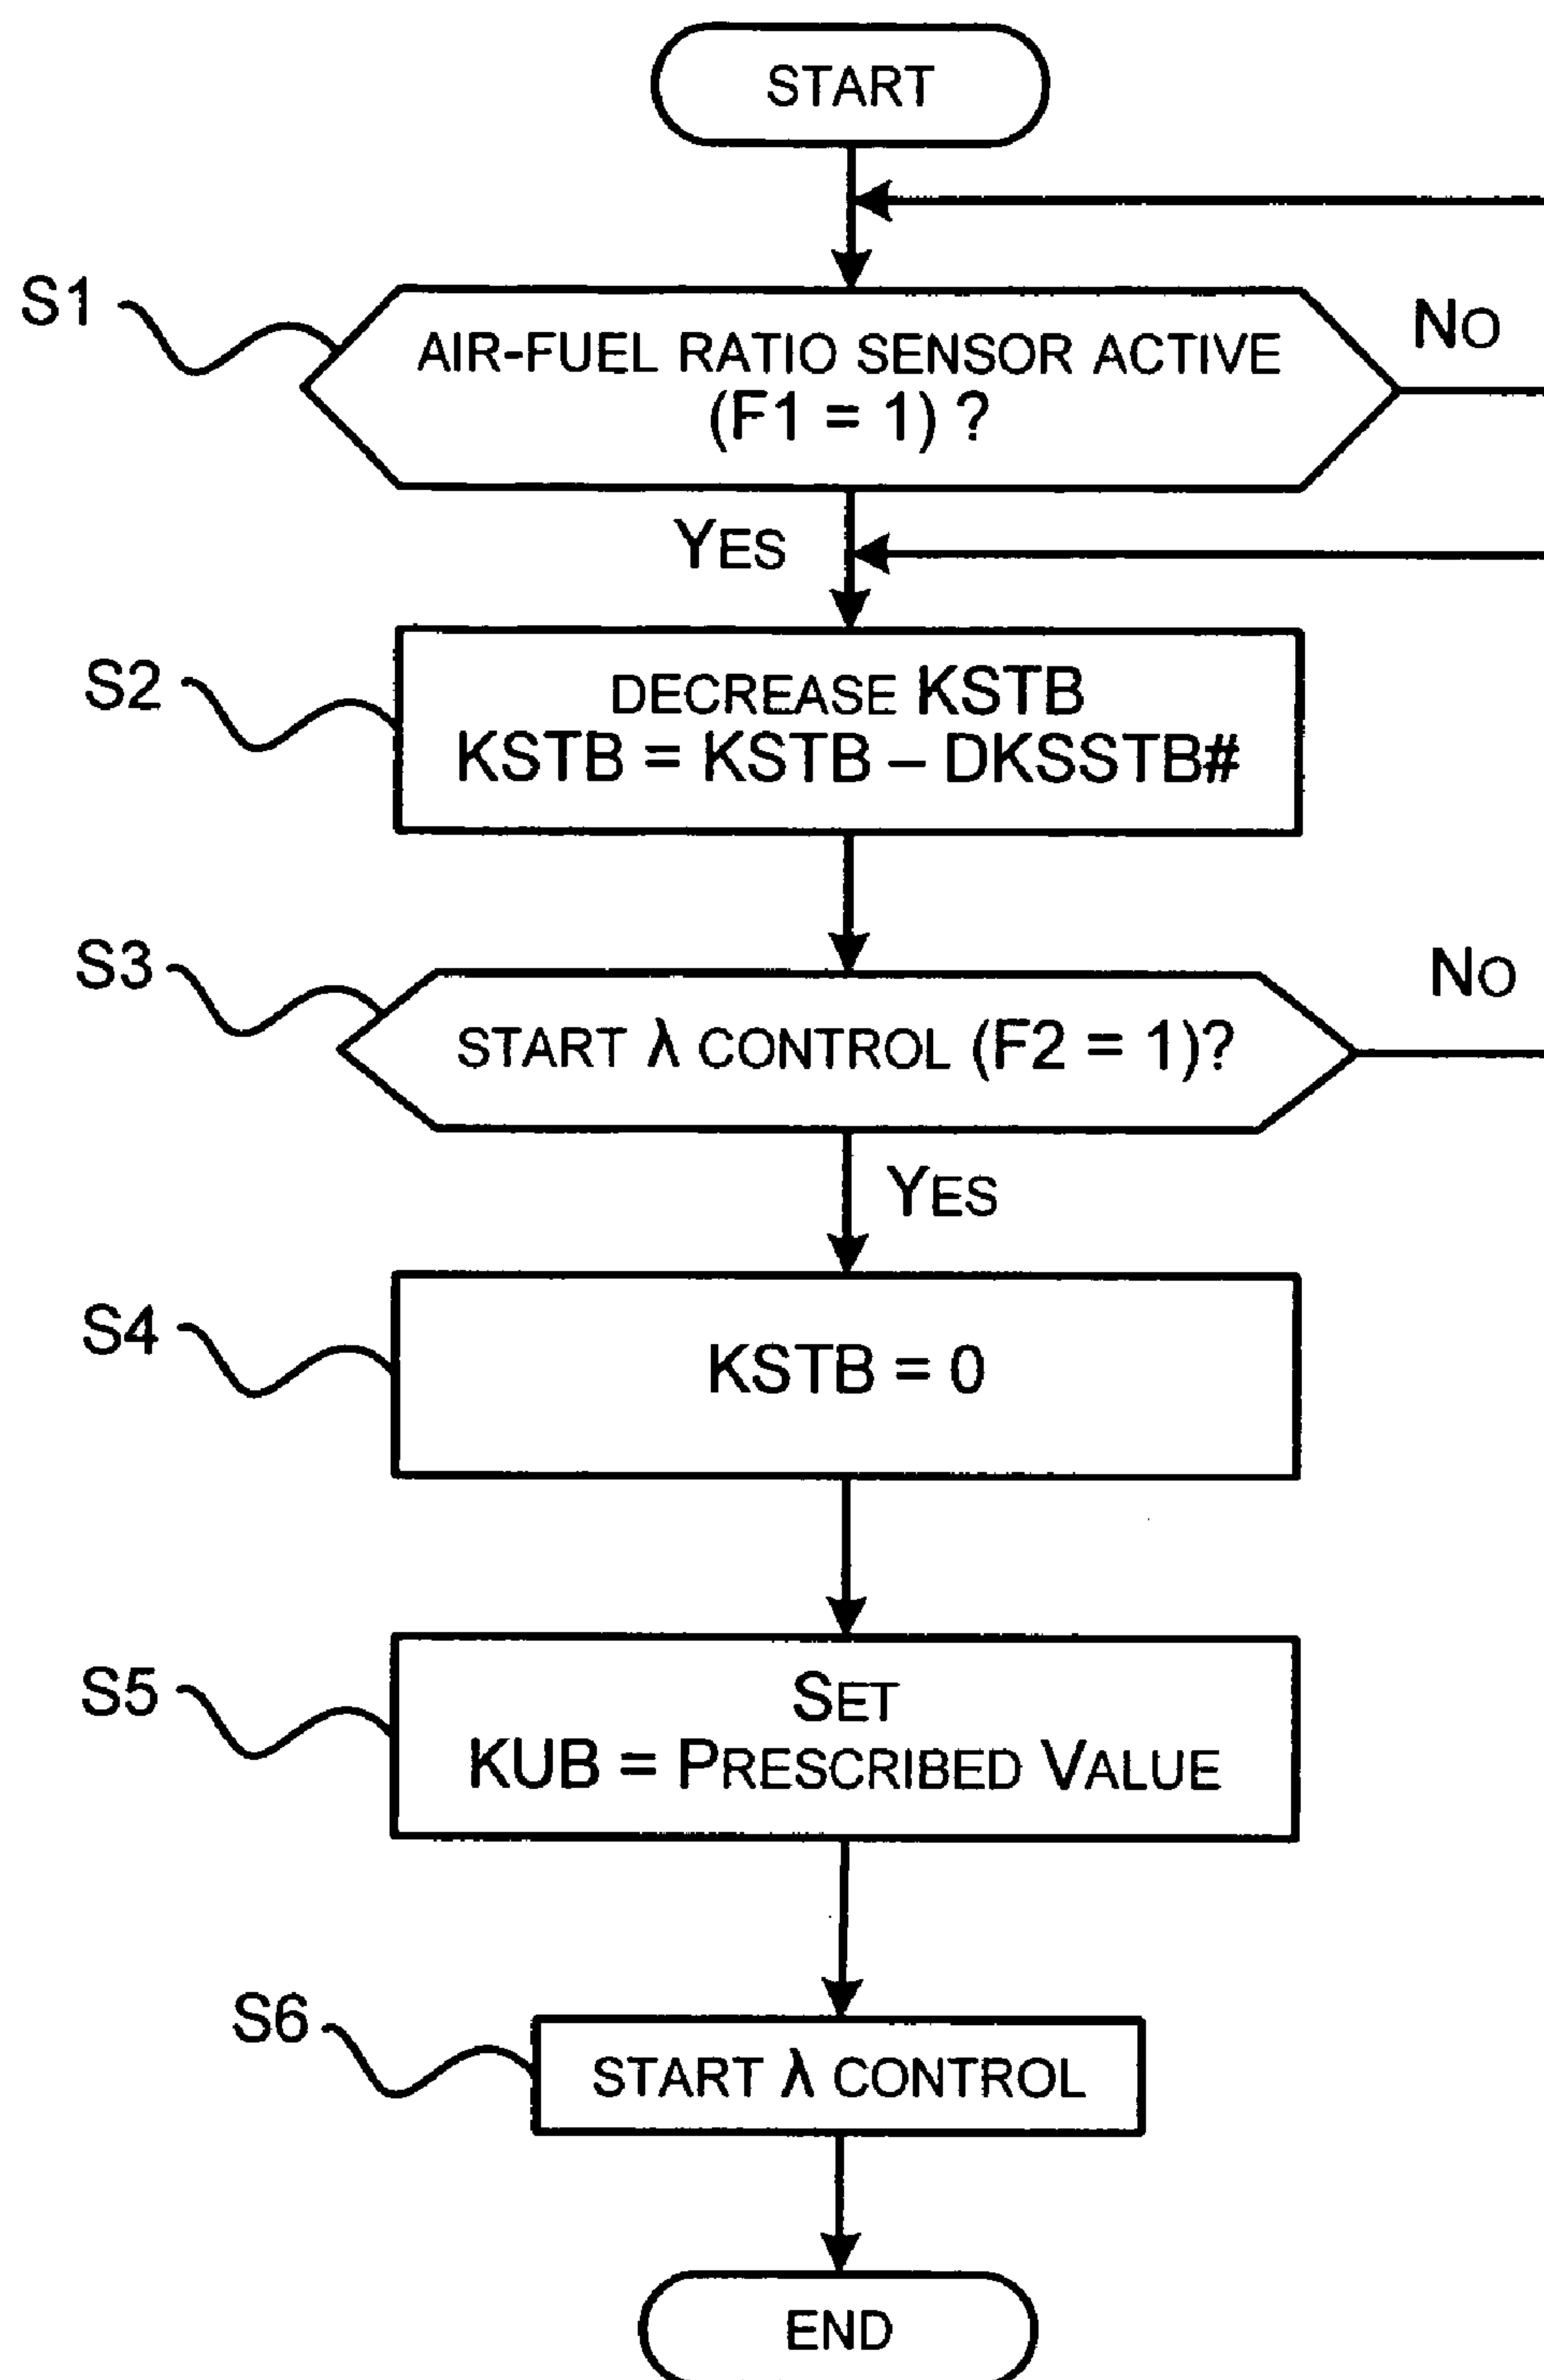 START
S1
AIR-FUEL RATIO SENSOR ACTIVE
(F1 = 1) ?
NO
YES
S2
DECREASE KSTB
KSTB = KSTB – DKSSTB#
S3
START λ CONTROL (F2 = 1)?
NO
YES
S4
KSTB = 0
S5
SET
KUB = PRESCRIBED VALUE
S6
START λ CONTROL
END